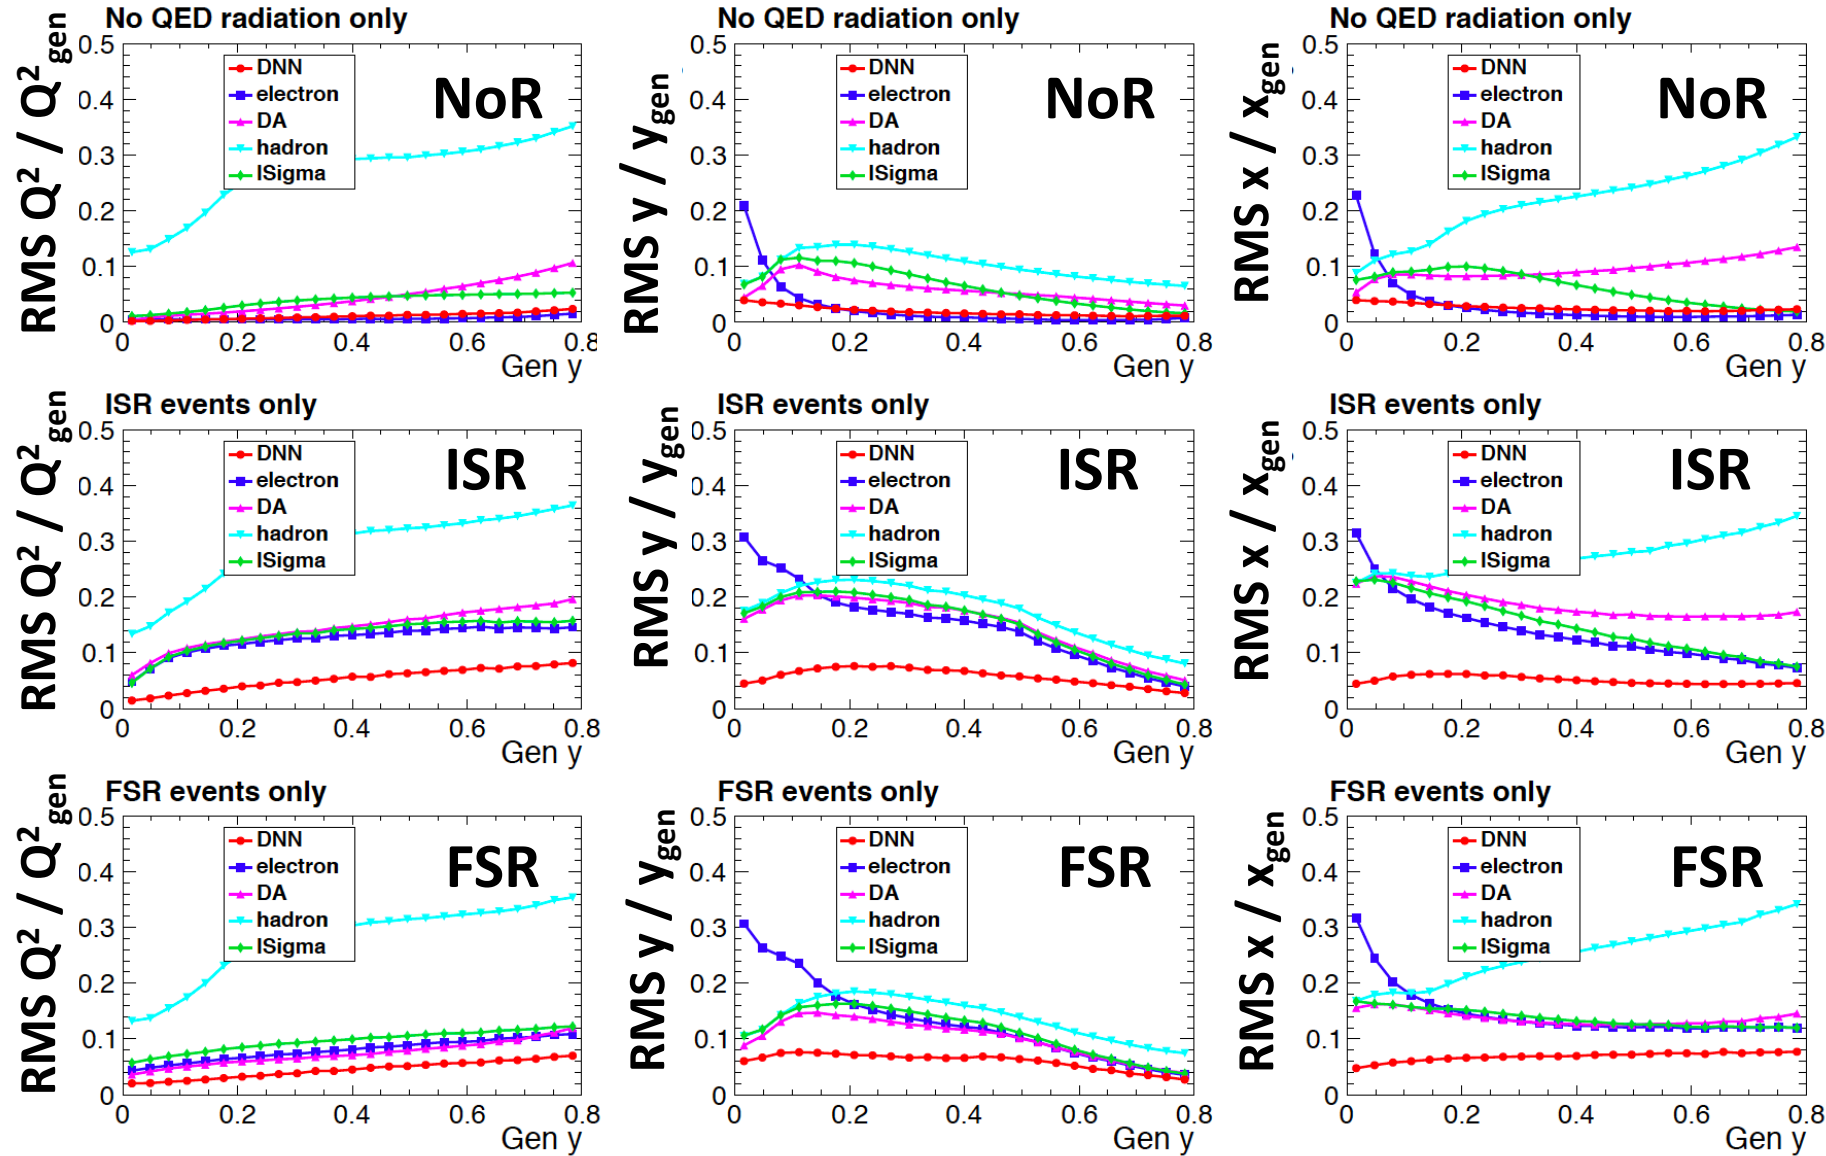 No QED radiation only
RMS Q² / Q²gen
0.5
0.4
0.3
0.2
0.1
0
DNN
electron
DA
hadron
ISigma
NoR
0 0.2 0.4 0.6 0.8
Gen y
No QED radiation only
RMS y / ygen
0.5
0.4
0.3
0.2
0.1
0
DNN
electron
DA
hadron
ISigma
NoR
0 0.2 0.4 0.6 0.8
Gen y
No QED radiation only
RMS x / xgen
0.5
0.4
0.3
0.2
0.1
0
DNN
electron
DA
hadron
ISigma
NoR
0 0.2 0.4 0.6 0.8
Gen y
ISR events only
RMS Q² / Q²gen
0.5
0.4
0.3
0.2
0.1
0
DNN
electron
DA
hadron
ISigma
ISR
0 0.2 0.4 0.6 0.8
Gen y
ISR events only
RMS y / ygen
0.5
0.4
0.3
0.2
0.1
0
DNN
electron
DA
hadron
ISigma
ISR
0 0.2 0.4 0.6 0.8
Gen y
ISR events only
RMS x / xgen
0.5
0.4
0.3
0.2
0.1
0
DNN
electron
DA
hadron
ISigma
ISR
0 0.2 0.4 0.6 0.8
Gen y
FSR events only
RMS Q² / Q²gen
0.5
0.4
0.3
0.2
0.1
0
DNN
electron
DA
hadron
ISigma
FSR
0 0.2 0.4 0.6 0.8
Gen y
FSR events only
RMS y / ygen
0.5
0.4
0.3
0.2
0.1
0
DNN
electron
DA
hadron
ISigma
FSR
0 0.2 0.4 0.6 0.8
Gen y
FSR events only
RMS x / xgen
0.5
0.4
0.3
0.2
0.1
0
DNN
electron
DA
hadron
ISigma
FSR
0 0.2 0.4 0.6 0.8
Gen y